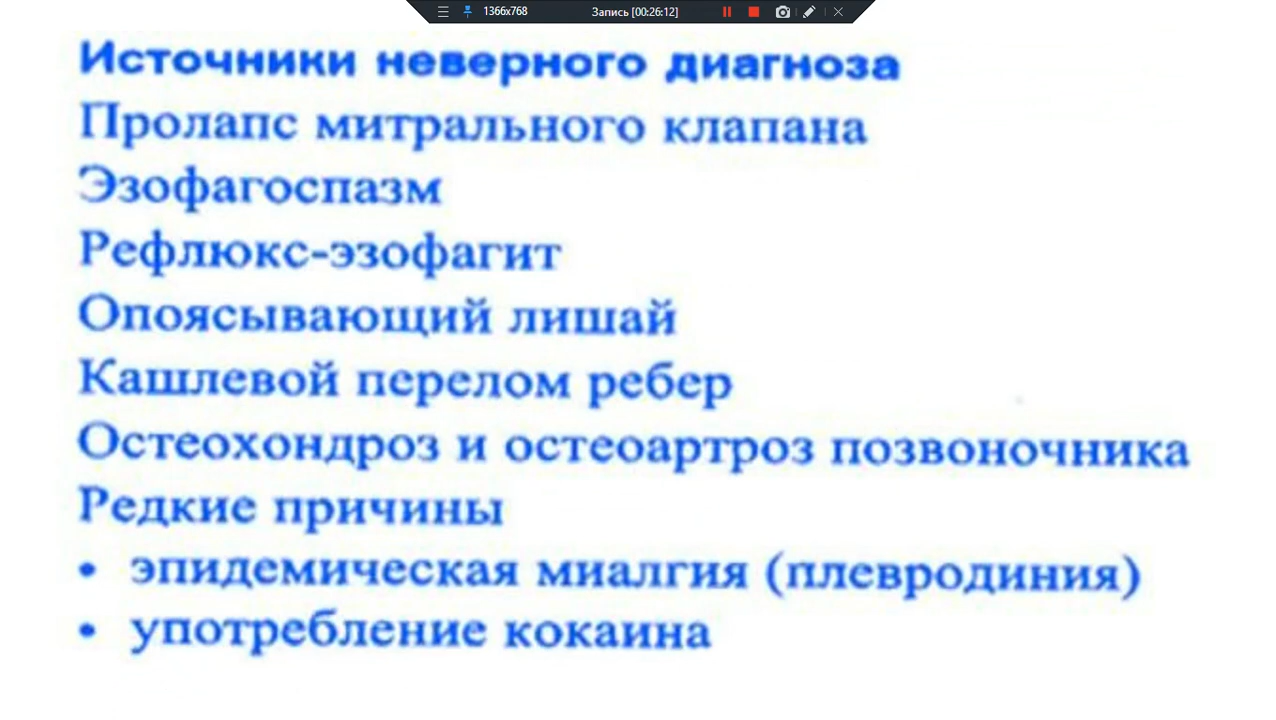 1366x768 Запись [00:26:12]
Источники неверного диагноза
Пролапс митрального клапана
Эзофагоспазм
Рефлюкс-эзофагит
Опоясывающий лишай
Кашлевой перелом ребер
Остеохондроз и остеоартроз позвоночника
Редкие причины
• эпидемическая миалгия (плевродиния)
• употребление кокаина